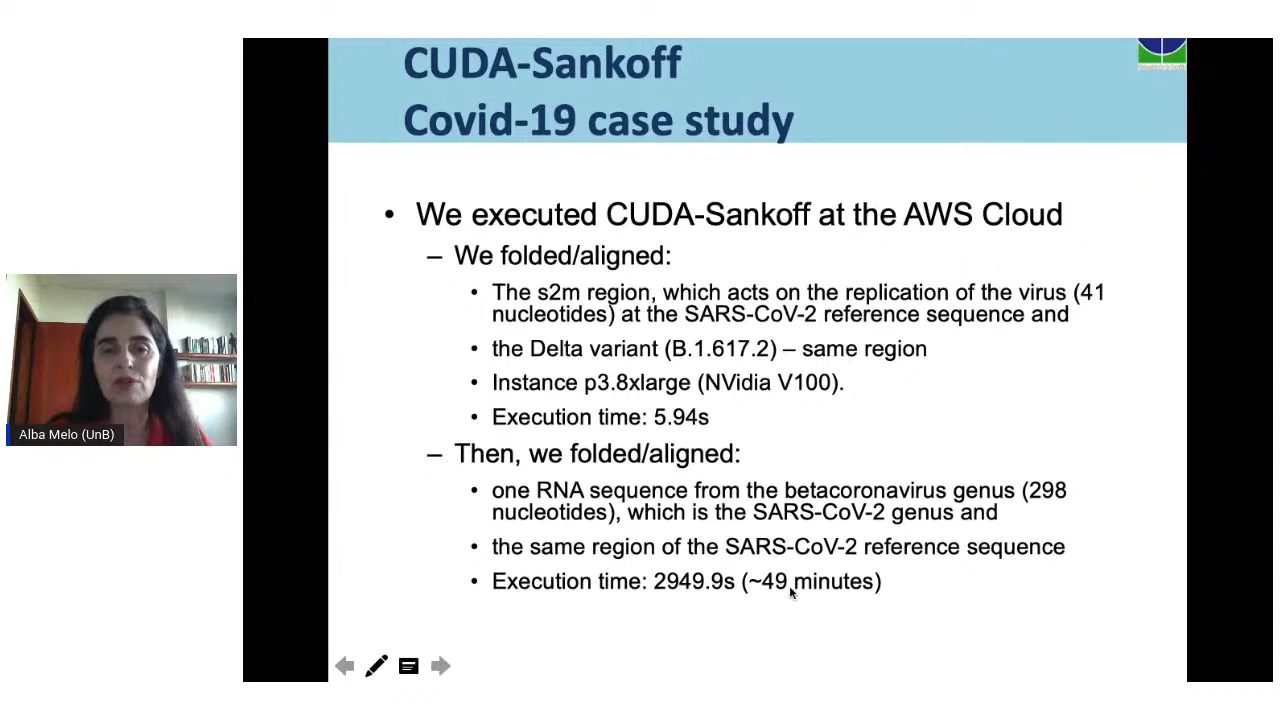 CUDA-Sankoff
Covid-19 case study
• We executed CUDA-Sankoff at the AWS Cloud
– We folded/aligned:
• The s2m region, which acts on the replication of the virus (41
nucleotides) at the SARS-CoV-2 reference sequence and
• the Delta variant (B.1.617.2) – same region
• Instance p3.8xlarge (NVidia V100).
• Execution time: 5.94s
– Then, we folded/aligned:
• one RNA sequence from the betacoronavirus genus (298
nucleotides), which is the SARS-CoV-2 genus and
• the same region of the SARS-CoV-2 reference sequence
• Execution time: 2949.9s (~49 minutes)
Alba Melo (UnB)